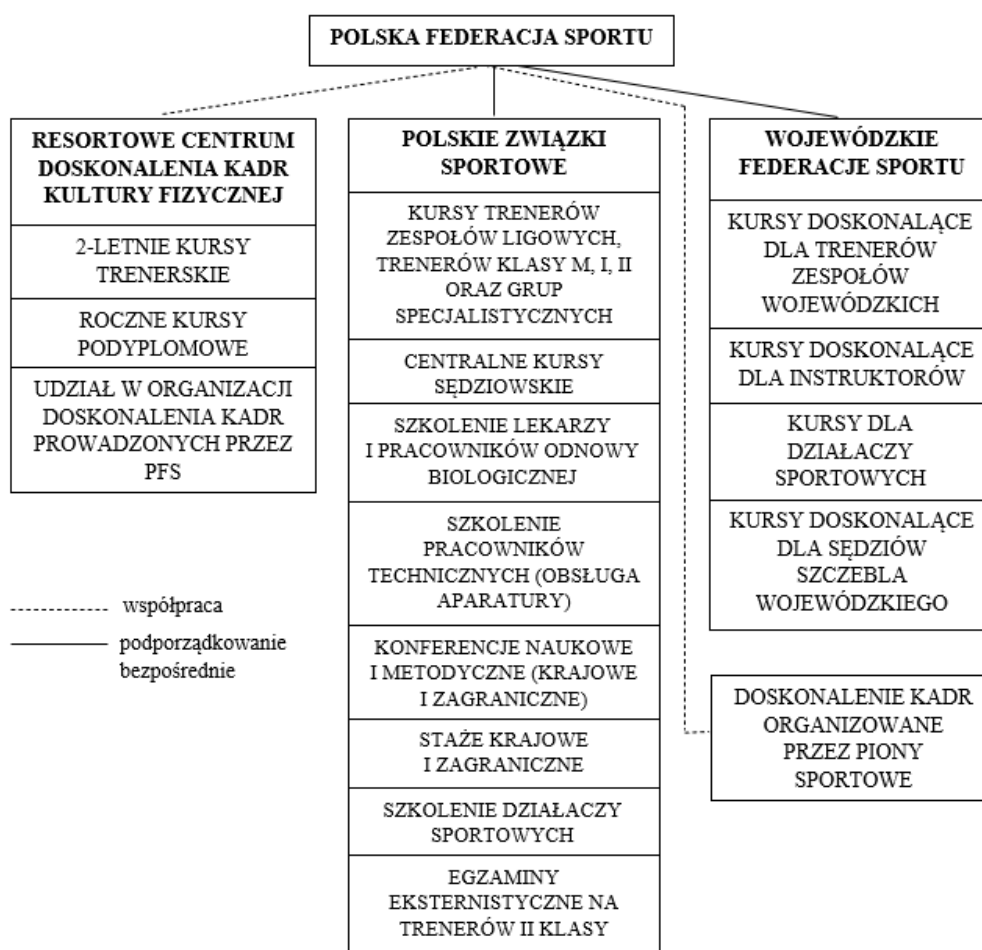 POLSKA FEDERACJA SPORTU
RESORTOWE CENTRUM
DOSKONALENIA KADR
KULTURY FIZYCZNEJ
2-LETNIE KURSY
TRENERSKIE
ROCZNE KURSY
PODYPLOMOWE
UDZIAŁ W ORGANIZACJI
DOSKONALENIA KADR
PROWADZONYCH PRZEZ
PFS
współpraca
podporządkowanie
bezpośrednie
POLSKIE ZWIĄZKI
SPORTOWE
KURSY TRENERÓW
ZESPOŁÓW LIGOWYCH,
TRENERÓW KLASY M, I, II
ORAZ GRUP
SPECJALISTYCZNYCH
CENTRALNE KURSY
SĘDZIOWSKIE
SZKOLENIE LEKARZY
I PRACOWNIKÓW ODNOWY
BIOLOGICZNEJ
SZKOLENIE
PRACOWNIKÓW
TECHNICZNYCH (OBSŁUGA
APARATURY)
KONFERENCJE NAUKOWE
I METODYCZNE (KRAJOWE
I ZAGRANICZNE)
STAŻE KRAJOWE
I ZAGRANICZNE
SZKOLENIE DZIAŁACZY
SPORTOWYCH
EGZAMINY
EKSTERNISTYCZNE NA
TRENERÓW II KLASY
WOJEWÓDZKIE
FEDERACJE SPORTU
KURSY DOSKONALĄCE
DLA TRENERÓW
ZESPOŁÓW
WOJEWÓDZKICH
KURSY DOSKONALĄCE
DLA INSTRUKTORÓW
KURSY DLA
DZIAŁACZY
SPORTOWYCH
KURSY DOSKONALĄCE
DLA SĘDZIÓW
SZCZEBLA
WOJEWÓDZKIEGO
DOSKONALENIE KADR
ORGANIZOWANE
PRZEZ PIONY
SPORTOWE